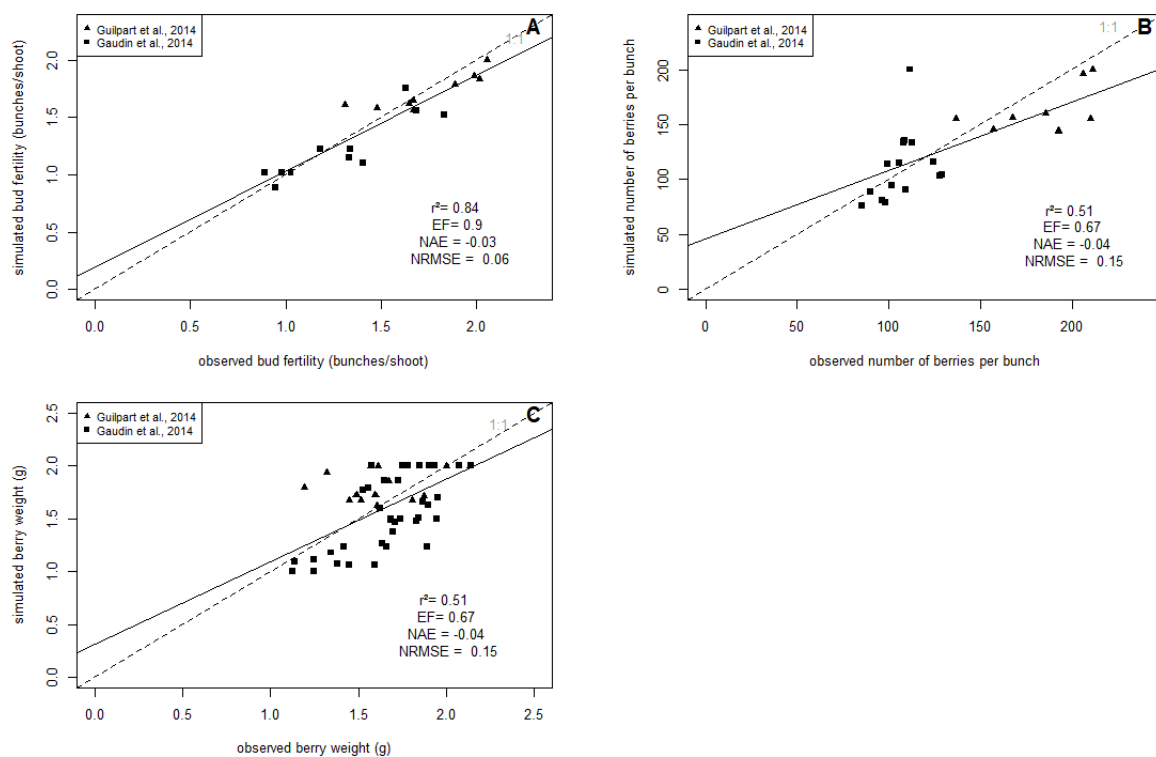 Guilpart et al., 2014
Gaudin et al., 2014
A
1:1
simulated bud fertility (bunches/shoot)
2.0
1.5
1.0
0.5
0.0
r²= 0.84
EF= 0.9
NAE = -0.03
NRMSE = 0.06
0.0 0.5 1.0 1.5 2.0
observed bud fertility (bunches/shoot)
Guilpart et al., 2014
Gaudin et al., 2014
B
1:1
simulated number of berries per bunch
200
150
100
50
0
r²= 0.51
EF= 0.67
NAE = -0.04
NRMSE = 0.15
0 50 100 150 200
observed number of berries per bunch
Guilpart et al., 2014
Gaudin et al., 2014
C
1:1
simulated berry weight (g)
2.5
2.0
1.5
1.0
0.5
0.0
r²= 0.51
EF= 0.67
NAE = -0.04
NRMSE = 0.15
0.0 0.5 1.0 1.5 2.0 2.5
observed berry weight (g)